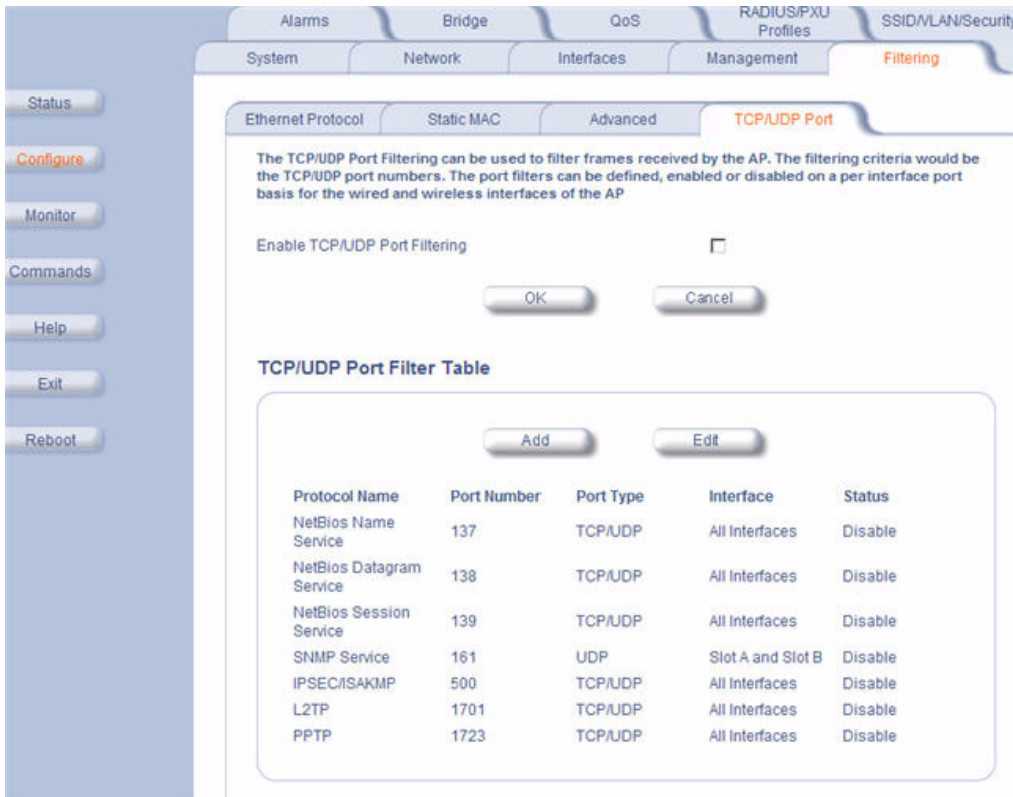 Alarms
Bridge
QoS
RADIUS/PXU
Profiles
SSID/VLAN/Security
System
Network
Interfaces
Management
Filtering
Status
Configure
Monitor
Commands
Help
Exit
Reboot
Ethernet Protocol
Static MAC
Advanced
TCP/UDP Port
The TCP/UDP Port Filtering can be used to filter frames received by the AP. The filtering criteria would be
the TCP/UDP port numbers. The port filters can be defined, enabled or disabled on a per interface port
basis for the wired and wireless interfaces of the AP
Enable TCP/UDP Port Filtering
OK
Cancel
TCP/UDP Port Filter Table
Add
Edit
Protocol Name Port Number Port Type Interface Status
NetBios Name
Service 137 TCP/UDP All Interfaces Disable
NetBios Datagram
Service 138 TCP/UDP All Interfaces Disable
NetBios Session
Service 139 TCP/UDP All Interfaces Disable
SNMP Service 161 UDP Slot A and Slot B Disable
IPSEC/ISAKMP 500 TCP/UDP All Interfaces Disable
L2TP 1701 TCP/UDP All Interfaces Disable
PPTP 1723 TCP/UDP All Interfaces Disable